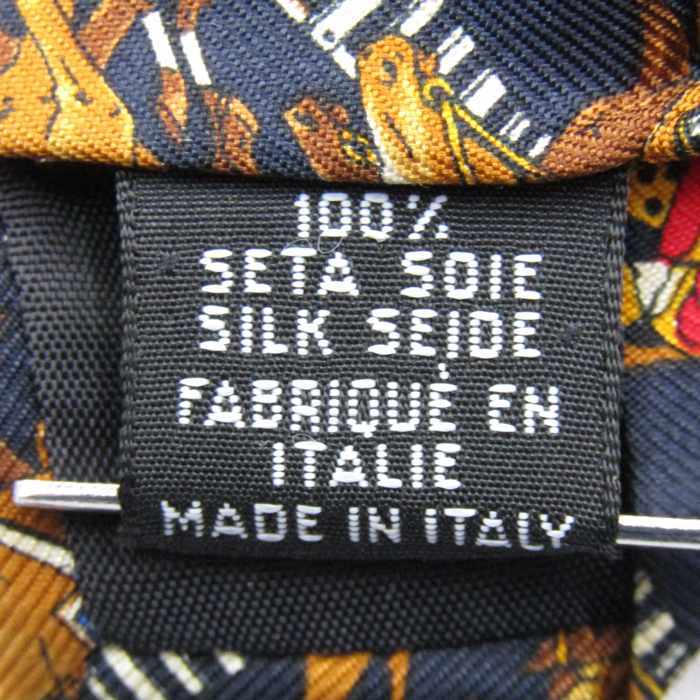 100%
SETA SOIE
SILK SEIDE
FABRIQUÉ EN
ITALIE
MADE IN ITALY